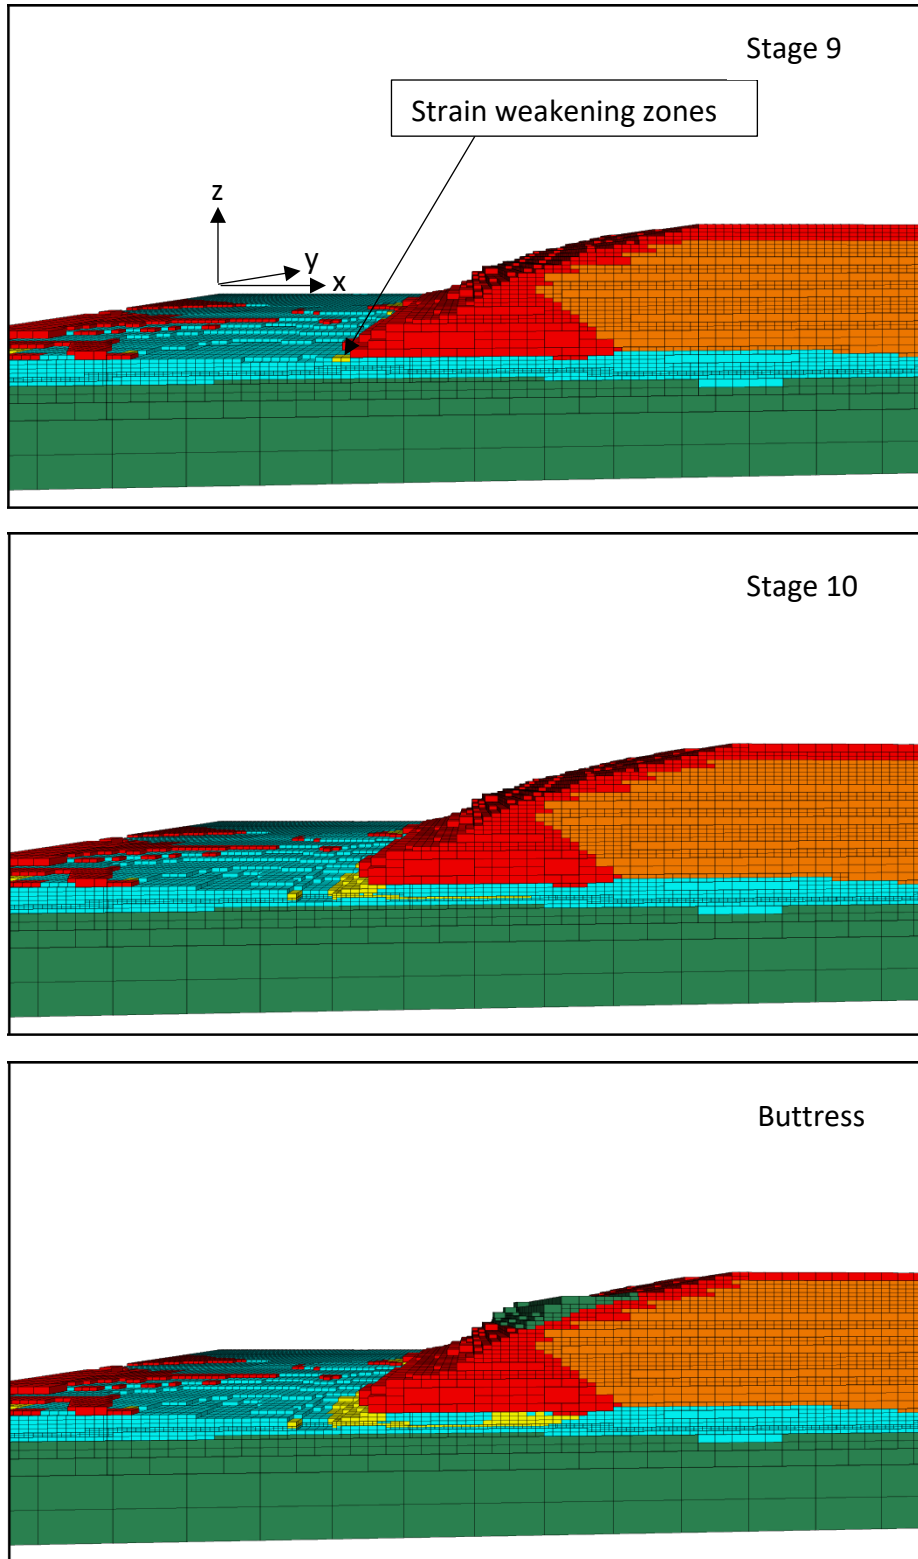 Stage 9
Strain weakening zones
z
y
x
Stage 10
Buttress